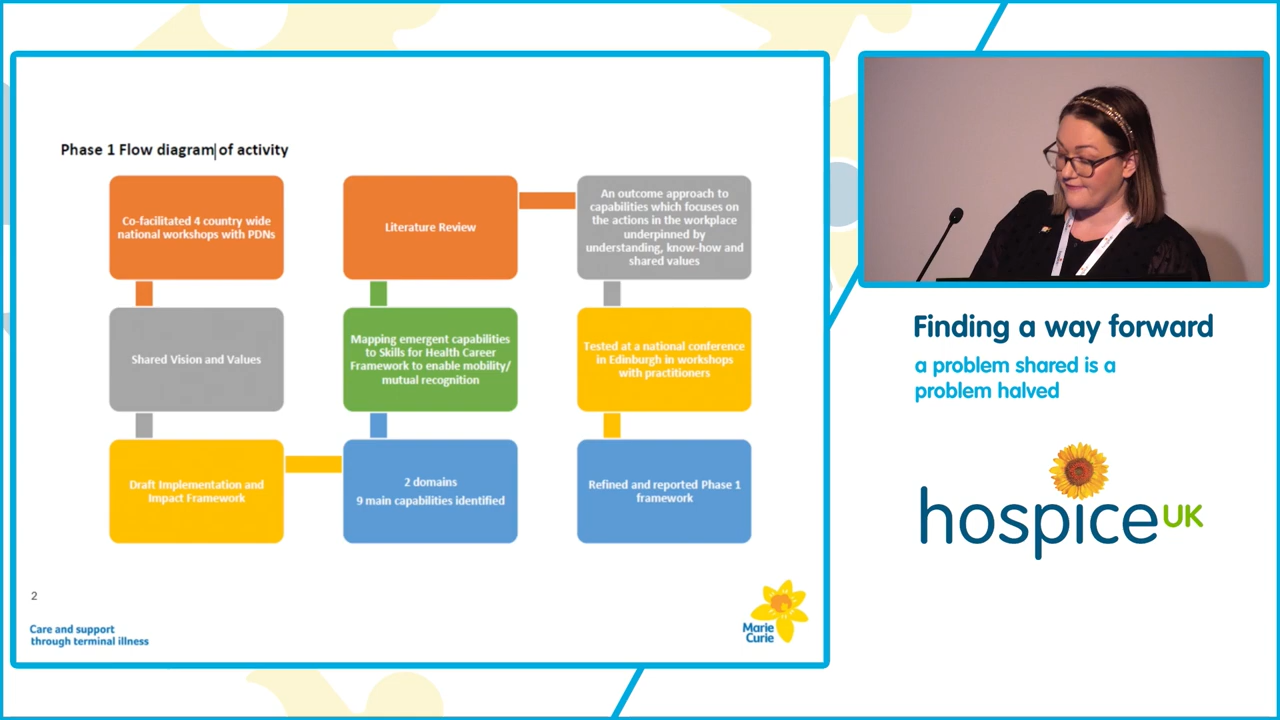 Phase 1 Flow diagram of activity
Co-facilitated 4 country wide
national workshops with PDNs
Shared Vision and Values
Draft Implementation and
Impact Framework
2 domains
9 main capabilities identified
Mapping emergent capabilities
to Skills for Health Career
Framework to enable mobility/
mutual recognition
Literature Review
An outcome approach to
capabilities which focuses on
the actions in the workplace
underpinned by
understanding, know-how and
shared values
Tested at a national conference
in Edinburgh in workshops
with practitioners
Refined and reported Phase 1
framework
2
Care and support
through terminal illness
Marie
Curie
Finding a way forward
a problem shared is a
problem halved
hospice UK